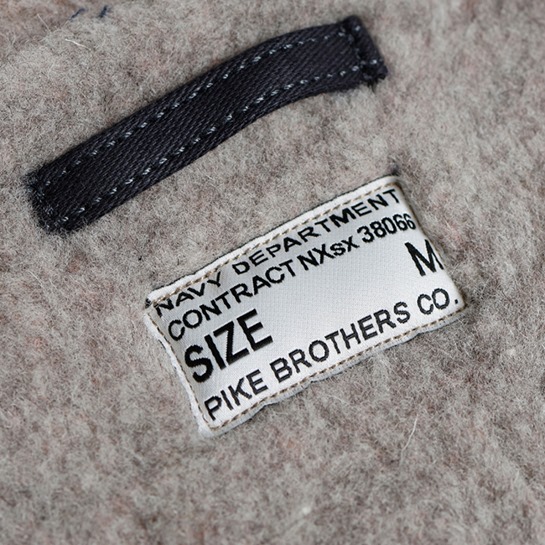 NAVY DEPARTMENT
CONTRACT NXsx 38066
SIZE M
PIKE BROTHERS CO.